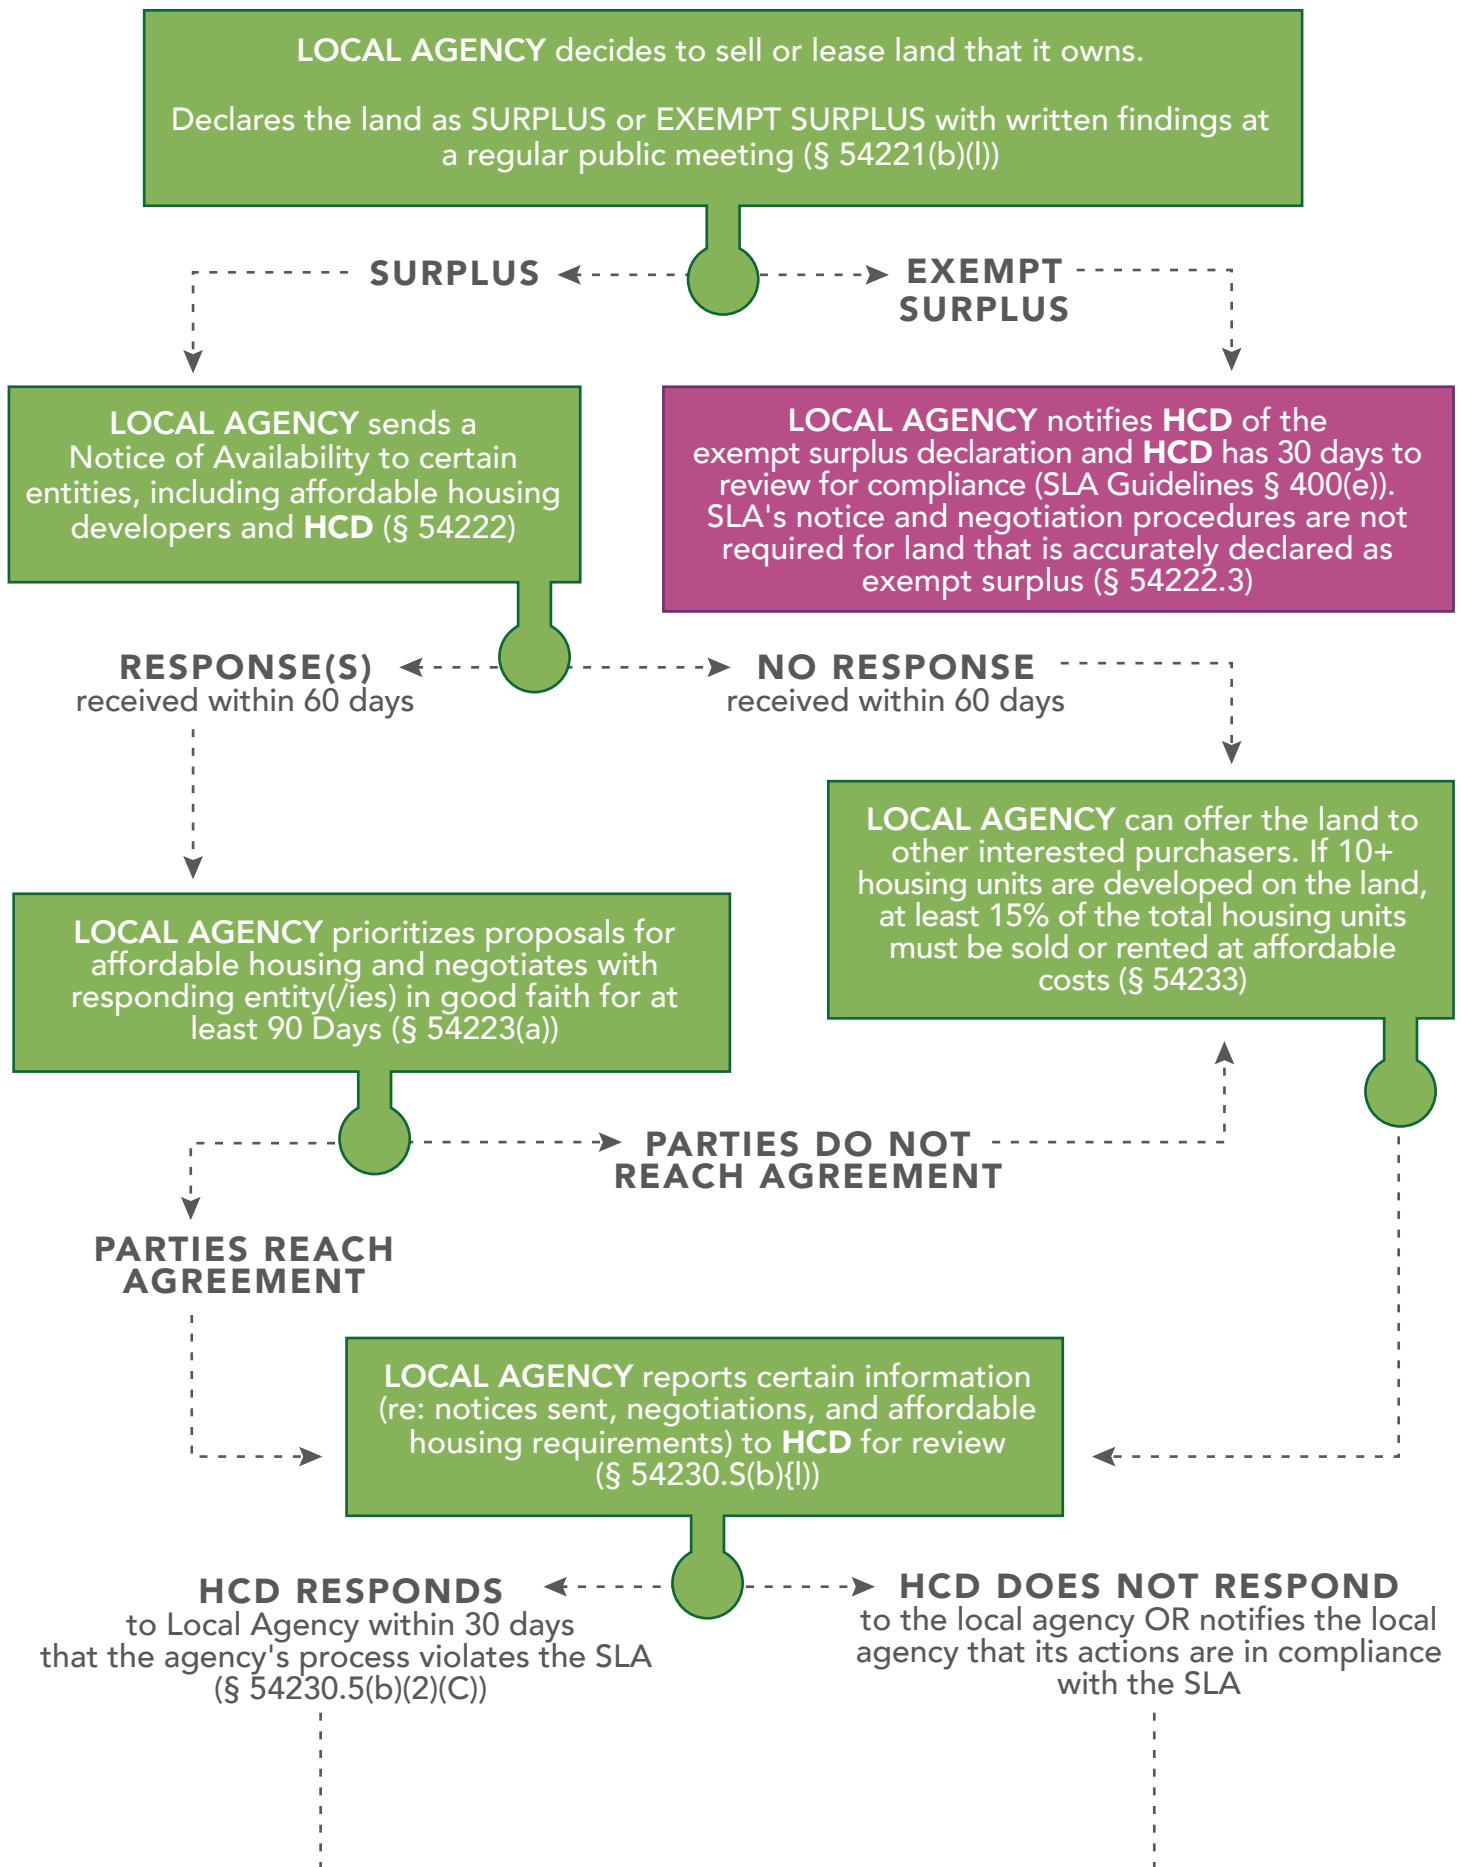 LOCAL AGENCY decides to sell or lease land that it owns.
Declares the land as SURPLUS or EXEMPT SURPLUS with written findings at
a regular public meeting (§ 54221(b)(l))
SURPLUS
EXEMPT
SURPLUS
LOCAL AGENCY sends a
Notice of Availability to certain
entities, including affordable housing
developers and HCD (§ 54222)
LOCAL AGENCY notifies HCD of the
exempt surplus declaration and HCD has 30 days to
review for compliance (SLA Guidelines § 400(e)).
SLA's notice and negotiation procedures are not
required for land that is accurately declared as
exempt surplus (§ 54222.3)
RESPONSE(S)
received within 60 days
NO RESPONSE
received within 60 days
LOCAL AGENCY can offer the land to
other interested purchasers. If 10+
housing units are developed on the land,
at least 15% of the total housing units
must be sold or rented at affordable
costs (§ 54233)
LOCAL AGENCY prioritizes proposals for
affordable housing and negotiates with
responding entity(/ies) in good faith for at
least 90 Days (§ 54223(a))
PARTIES DO NOT
REACH AGREEMENT
PARTIES REACH
AGREEMENT
LOCAL AGENCY reports certain information
(re: notices sent, negotiations, and affordable
housing requirements) to HCD for review
(§ 54230.S(b){l))
HCD RESPONDS
to Local Agency within 30 days
that the agency's process violates the SLA
(§ 54230.5(b)(2)(C))
HCD DOES NOT RESPOND
to the local agency OR notifies the local
agency that its actions are in compliance
with the SLA